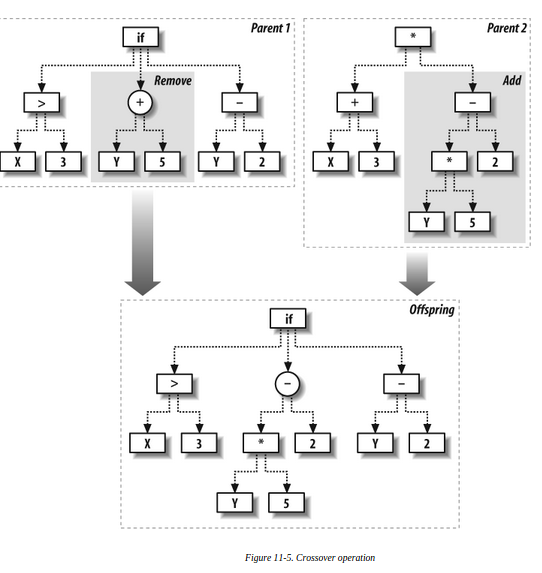 Parent 1
if
Remove
> + −
X 3 Y 5 Y 2
Parent 2
*
Add
+ −
X 3 * 2
Y 5
Offspring
if
> − −
X 3 * 2 Y 2
Y 5
Figure 11-5. Crossover operation